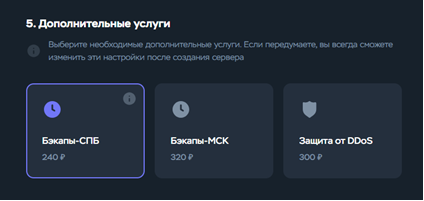 5. Дополнительные услуги
Выберите необходимые дополнительные услуги. Если передумаете, вы всегда сможете
изменить эти настройки после создания сервера
Бэкапы-СПБ
240 ₽
Бэкапы-МСК
320 ₽
Защита от DDoS
300 ₽